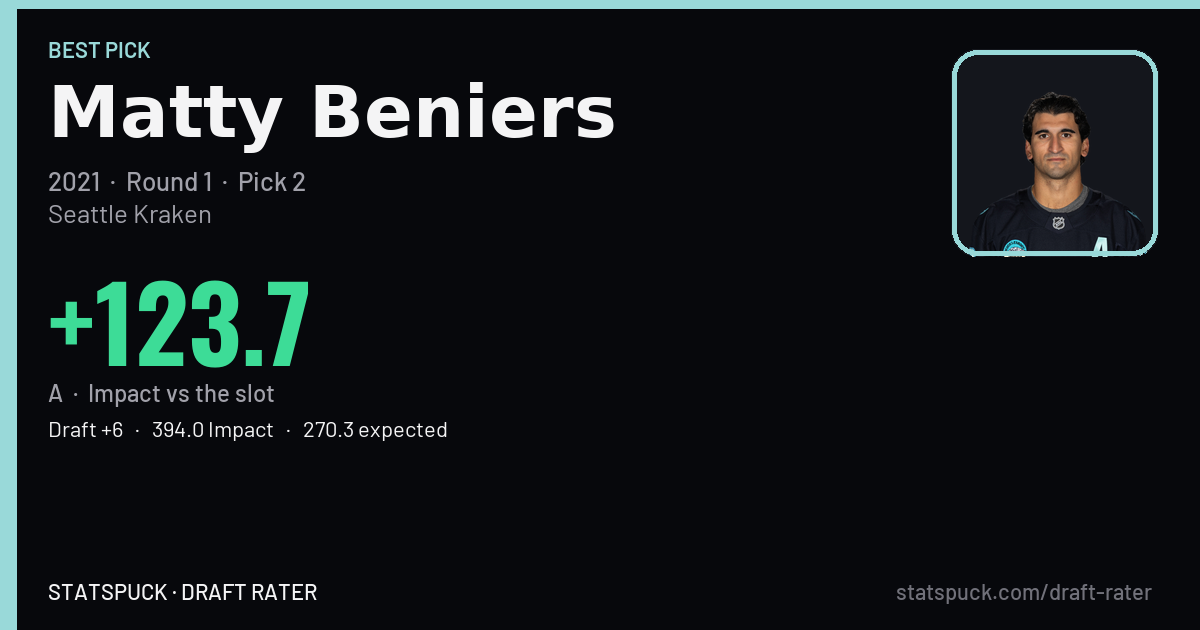 BEST PICK
Matty Beniers
2021 · Round 1 · Pick 2
Seattle Kraken
+123.7
A · Impact vs the slot
Draft +6 · 394.0 Impact · 270.3 expected
A
STATSPUCK · DRAFT RATER
statspuck.com/draft-rater